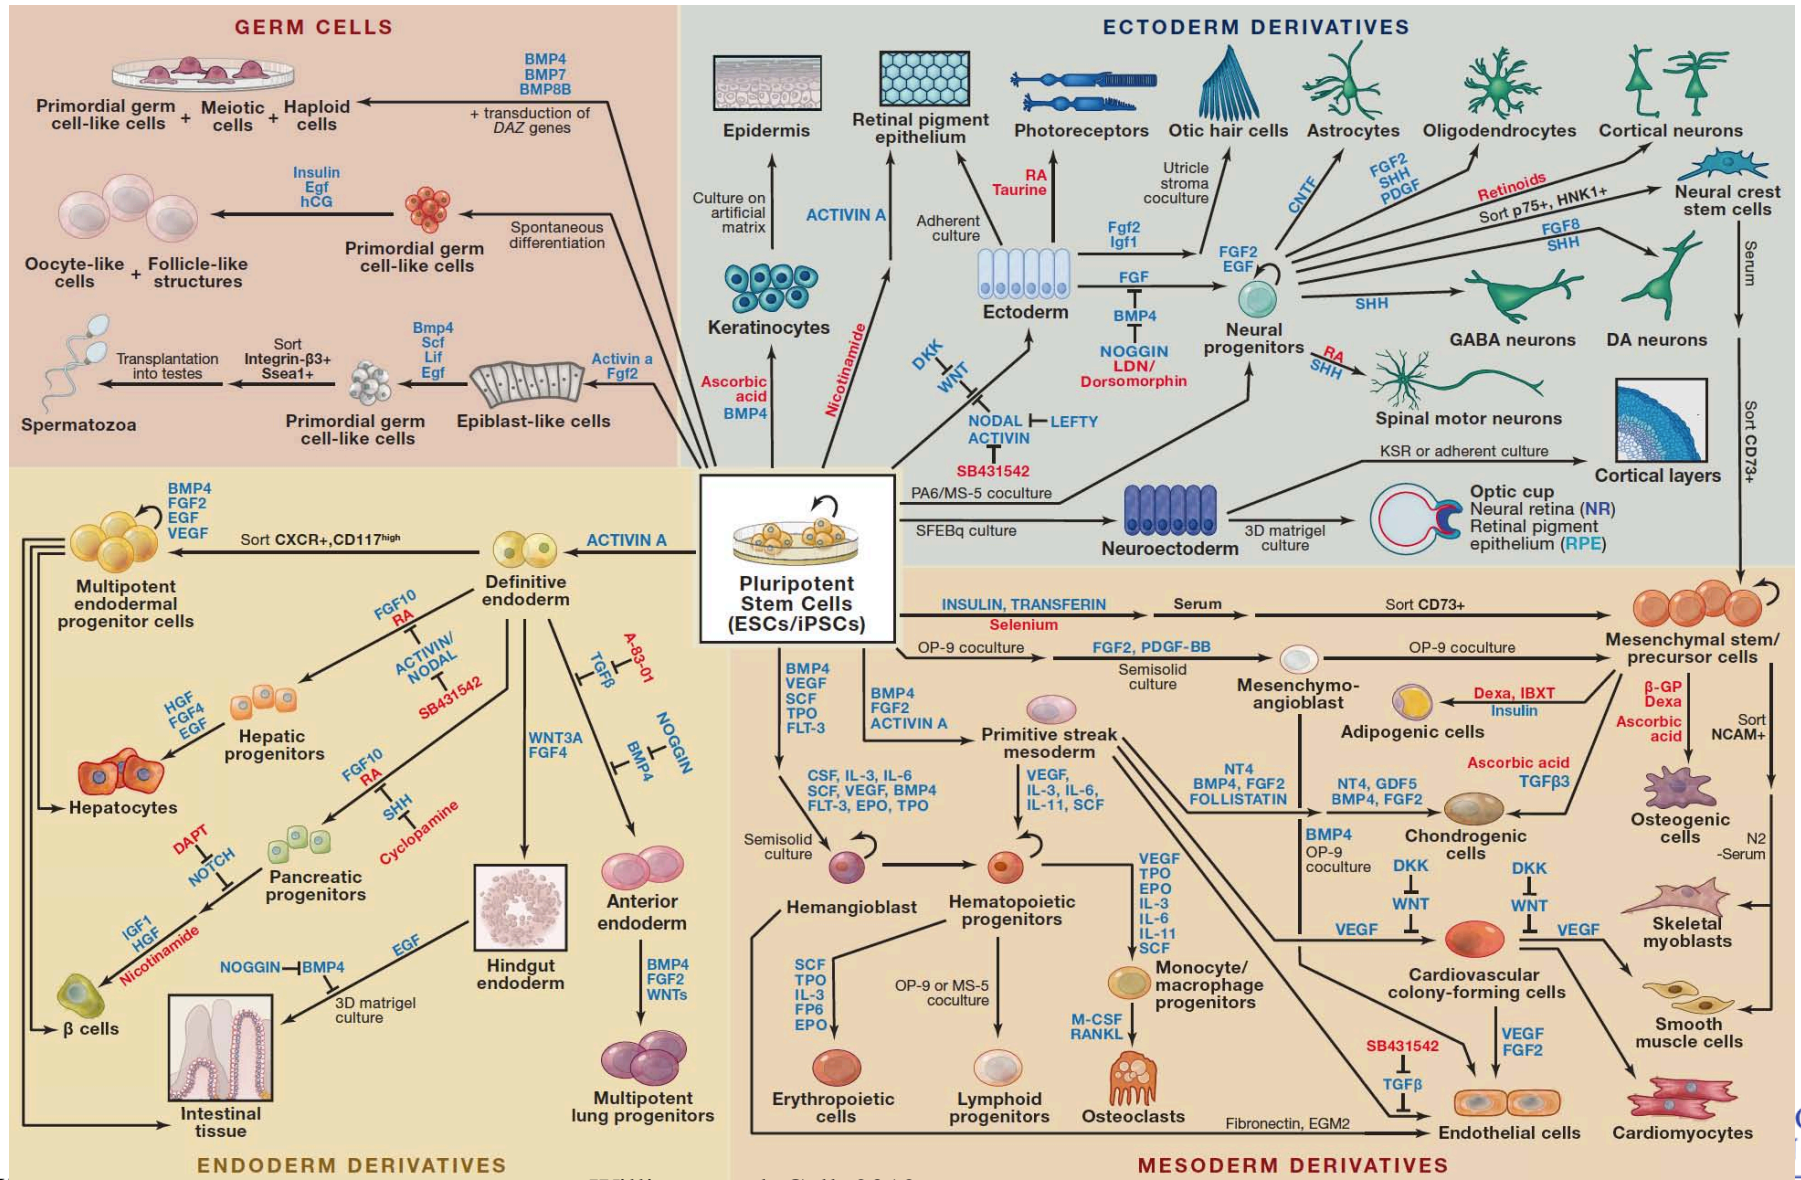 GERM CELLS
BMP4
BMP7
BMP8B
+ transduction of
DAZ genes
Primordial germ
cell-like cells
+
Meiotic
cells
+
Haploid
cells
Insulin
Egf
hCG
Spontaneous
differentiation
Primordial germ
cell-like cells
Oocyte-like
cells
+
Follicle-like
structures
Transplantation
into testes
Sort
Integrin-β3+
Ssea1+
Bmp4
Scf
Lif
Egf
Activin a
Fgf2
Spermatozoa
Primordial germ
cell-like cells
Epiblast-like cells
ECTODERM DERIVATIVES
Epidermis
Retinal pigment
epithelium
Photoreceptors
Otic hair cells
Astrocytes
Oligodendrocytes
Cortical neurons
Neural crest
stem cells
Culture on
artificial
matrix
ACTIVIN A
Adherent
culture
RA
Taurine
Utricle
stroma
coculture
CNTF
FGF2
SHH
PDGF
Retinoids
Sort p75+, HNK1+
FGF8
SHH
Serum
Keratinocytes
Ectoderm
Fgf2
Igf1
FGF
BMP4
NOGGIN
LDN/
Dorsomorphin
FGF2
EGF
Neural
progenitors
SHH
GABA neurons
DA neurons
RA
SHH
Spinal motor neurons
Ascorbic
acid
BMP4
Nicotinamide
DKK
WNT
NODAL
ACTIVIN
LEFTY
SB431542
PA6/MS-5 coculture
SFEBq culture
Neuroectoderm
KSR or adherent culture
Cortical layers
3D matrigel
culture
Optic cup
Neural retina (NR)
Retinal pigment
epithelium (RPE)
Sort CD73+
Pluripotent
Stem Cells
(ESCs/iPSCs)
BMP4
FGF2
EGF
VEGF
Sort CXCR+,CD117high
ACTIVIN A
Multipotent
endodermal
progenitor cells
Definitive
endoderm
FGF10
RA
ACTIVIN/
NODAL
SB431542
A-83-01
TGFβ
NOGGIN
BMP4
HGF
FGF4
EGF
Hepatic
progenitors
Hepatocytes
FGF10
RA
SHH
Cyclopamine
WNT3A
FGF4
DAPT
NOTCH
Pancreatic
progenitors
IGF1
HGF
Nicotinamide
β cells
Anterior
endoderm
Hindgut
endoderm
EGF
NOGGIN
BMP4
3D matrigel
culture
BMP4
FGF2
WNTs
Intestinal
tissue
Multipotent
lung progenitors
ENDODERM DERIVATIVES
INSULIN, TRANSFERIN
Selenium
Serum
Sort CD73+
Mesenchymal stem/
precursor cells
OP-9 coculture
FGF2, PDGF-BB
Semisolid
culture
Mesenchymo-
angioblast
OP-9 coculture
BMP4
VEGF
SCF
TPO
FLT-3
BMP4
FGF2
ACTIVIN A
Primitive streak
mesoderm
Dexa, IBXT
Insulin
Adipogenic cells
β-GP
Dexa
Ascorbic
acid
Sort
NCAM+
CSF, IL-3, IL-6
SCF, VEGF, BMP4
FLT-3, EPO, TPO
VEGF,
IL-3, IL-6,
IL-11, SCF
NT4
BMP4, FGF2
FOLLISTATIN
NT4, GDF5
BMP4, FGF2
Ascorbic acid
TGFβ3
Chondrogenic
cells
Osteogenic
cells
Semisolid
culture
Hemangioblast
Hematopoietic
progenitors
VEGF
TPO
EPO
IL-3
IL-6
IL-11
SCF
BMP4
OP-9
coculture
DKK
WNT
DKK
WNT
VEGF
VEGF
Cardiovascular
colony-forming cells
N2
-Serum
Skeletal
myoblasts
Smooth
muscle cells
SCF
TPO
IL-3
FP6
EPO
OP-9 or MS-5
coculture
Monocyte/
macrophage
progenitors
M-CSF
RANKL
SB431542
TGFβ
VEGF
FGF2
Erythropoietic
cells
Lymphoid
progenitors
Osteoclasts
Fibronectin, EGM2
Endothelial cells
Cardiomyocytes
MESODERM DERIVATIVES